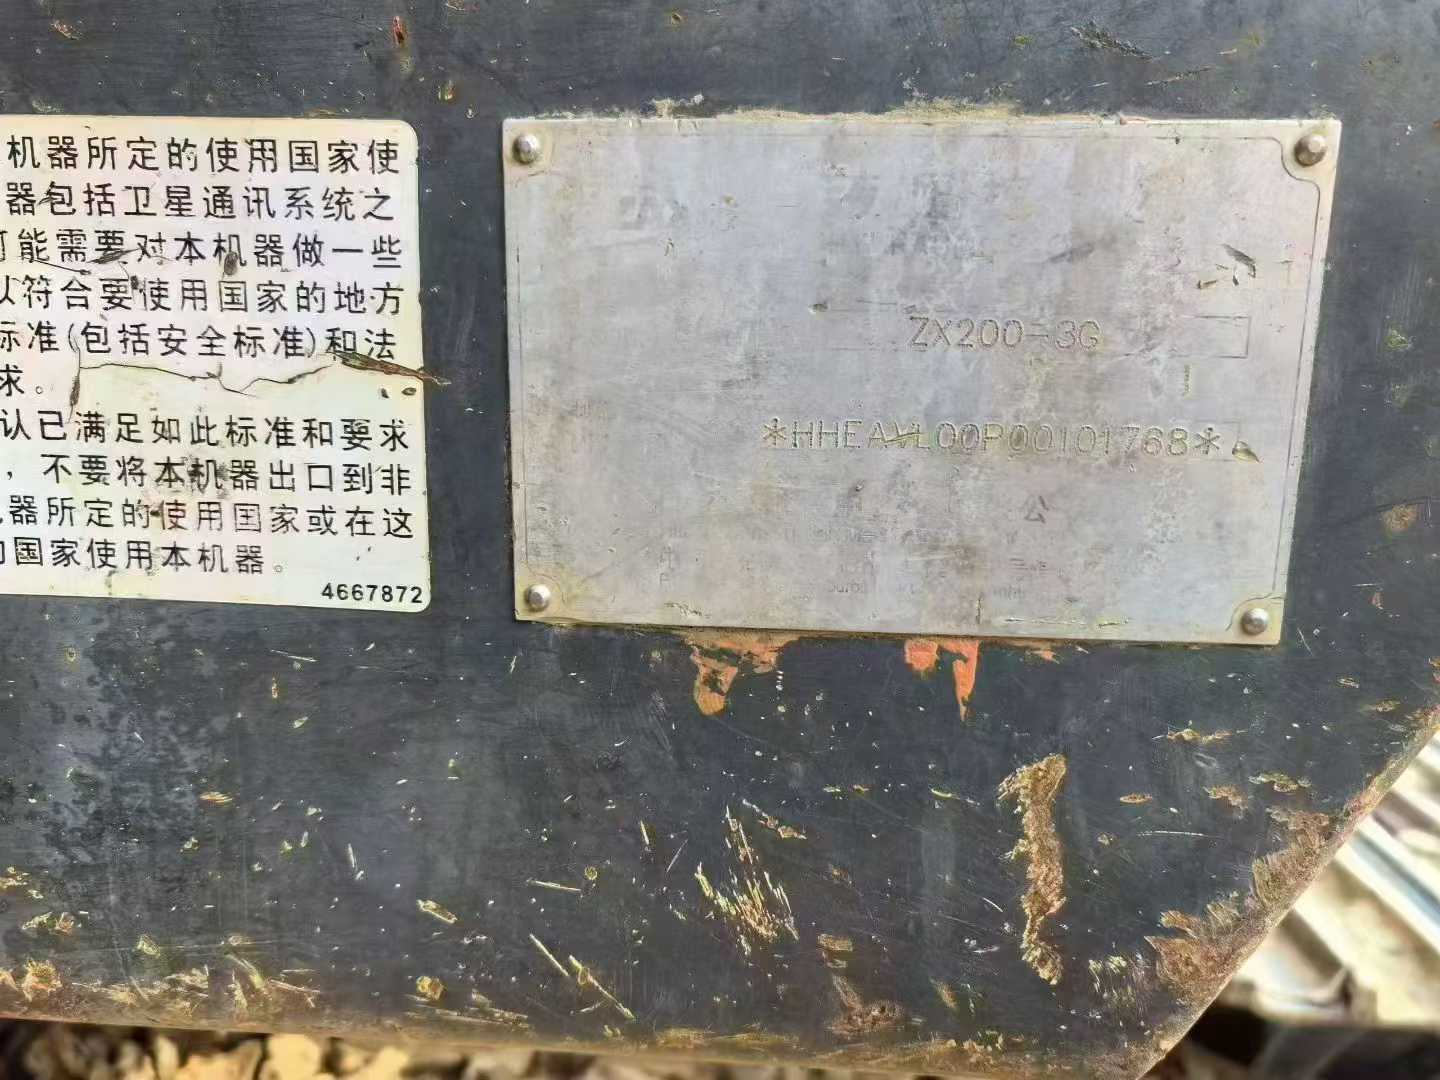 机器所定的使用国家使
器包括卫星通讯系统之
可能需要对本机器做一些
以符合要使用国家的地方
标准(包括安全标准)和法
求。
认已满足如此标准和要求
，不要将本机器出口到非
器所定的使用国家或在这
的国家使用本机器。
4667872
ZX200-3G
*HHEAVL00P00101768*
公